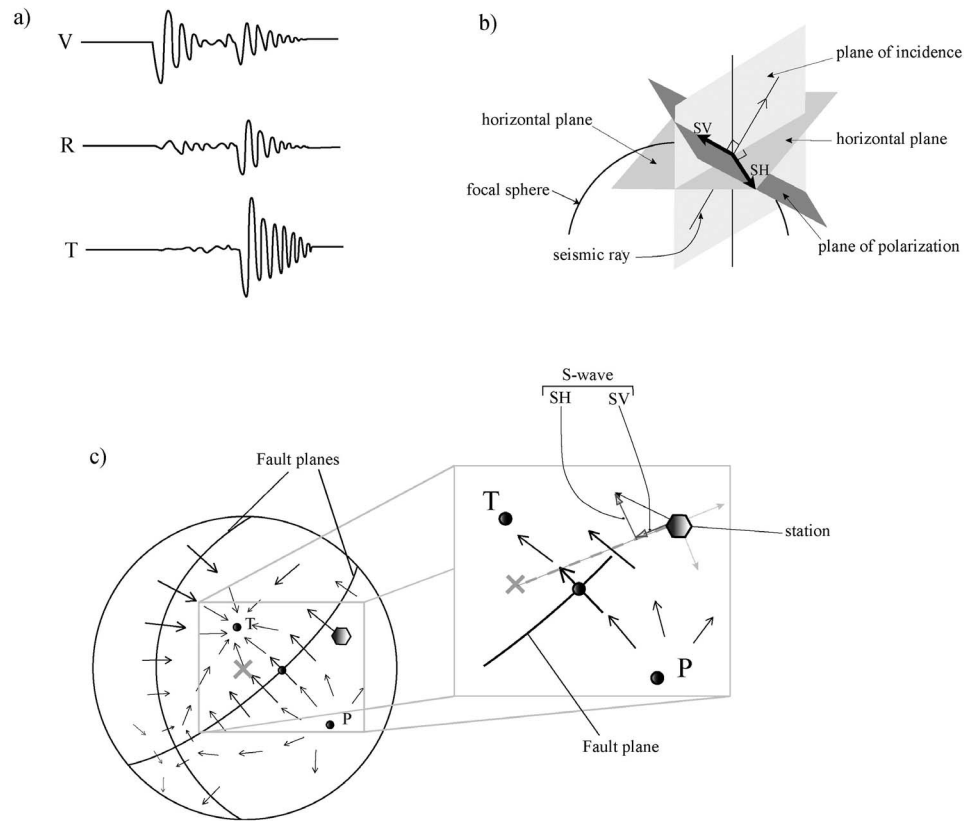 a)
V
R
T
b)
plane of incidence
SV
horizontal plane
horizontal plane
SH
focal sphere
plane of polarization
seismic ray
S-wave
SH SV
c)
Fault planes
T
station
T
P
P
Fault plane